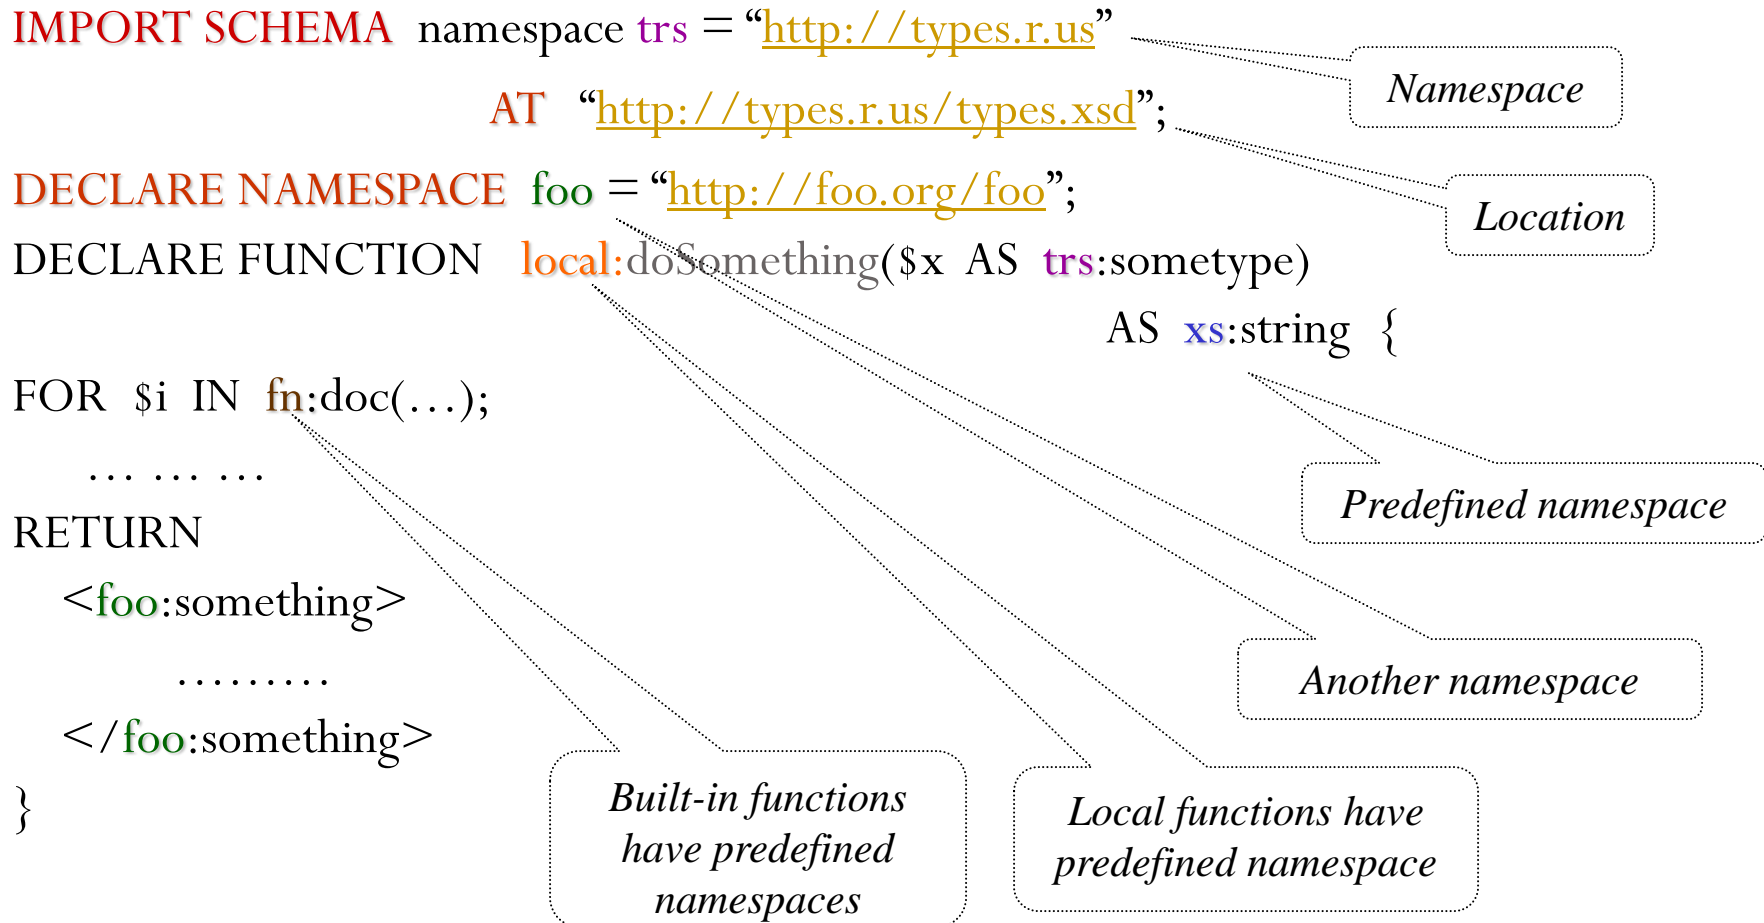 IMPORT SCHEMA namespace trs = “http://types.r.us”
AT “http://types.r.us/types.xsd”;
DECLARE NAMESPACE foo = “http://foo.org/foo”;
DECLARE FUNCTION local:doSomething($x AS trs:sometype)
AS xs:string {
FOR $i IN fn:doc(…);
… … …
RETURN
<foo:something>
………
</foo:something>
}
Namespace
Location
Predefined namespace
Another namespace
Built-in functions
have predefined
namespaces
Local functions have
predefined namespace